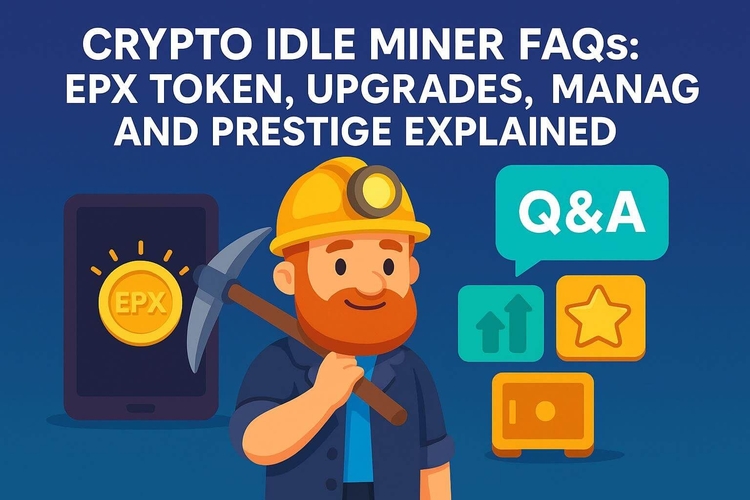 CRYPTO IDLE MINER FAQs:
EPX TOKEN, UPGRADES, MANAG
AND PRESTIGE EXPLAINED
Q&A
EPX